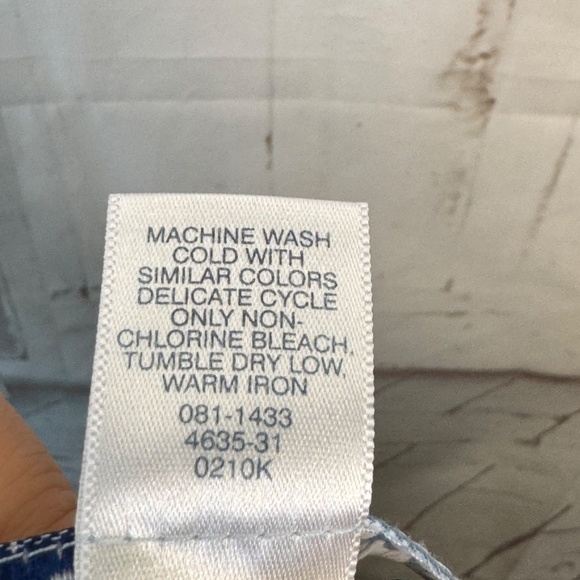 MACHINE WASH
COLD WITH
SIMILAR COLORS
DELICATE CYCLE
ONLY NON-
CHLORINE BLEACH,
TUMBLE DRY LOW,
WARM IRON
081-1433
4635-31
0210K